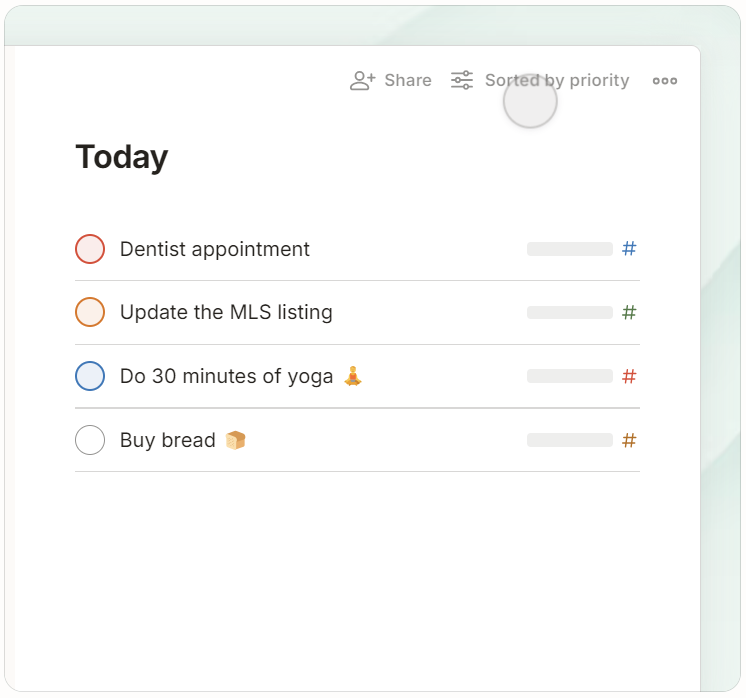 Share Sorted by priority
Today
Dentist appointment #
Update the MLS listing #
Do 30 minutes of yoga 🧘 #
Buy bread 🍞 #